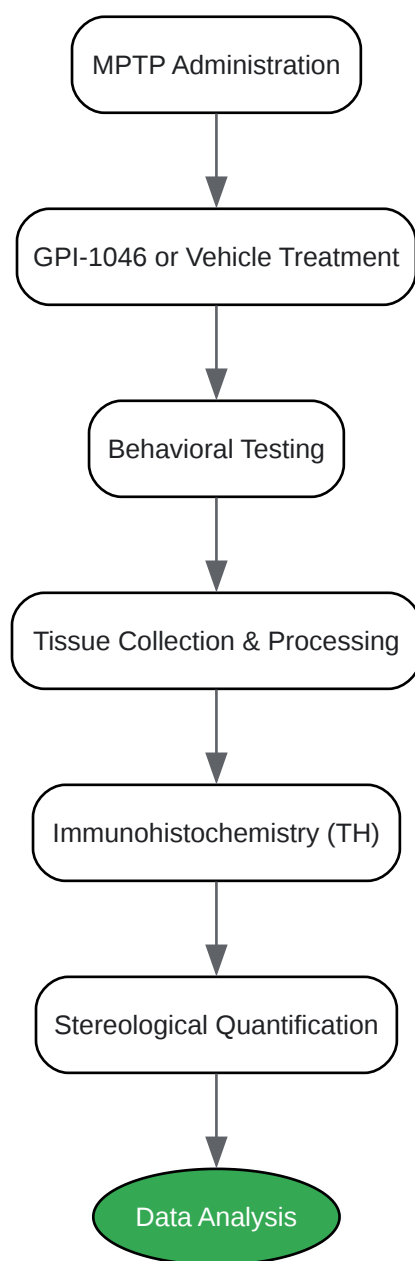 MPTP Administration
GPI-1046 or Vehicle Treatment
Behavioral Testing
Tissue Collection & Processing
Immunohistochemistry (TH)
Stereological Quantification
Data Analysis